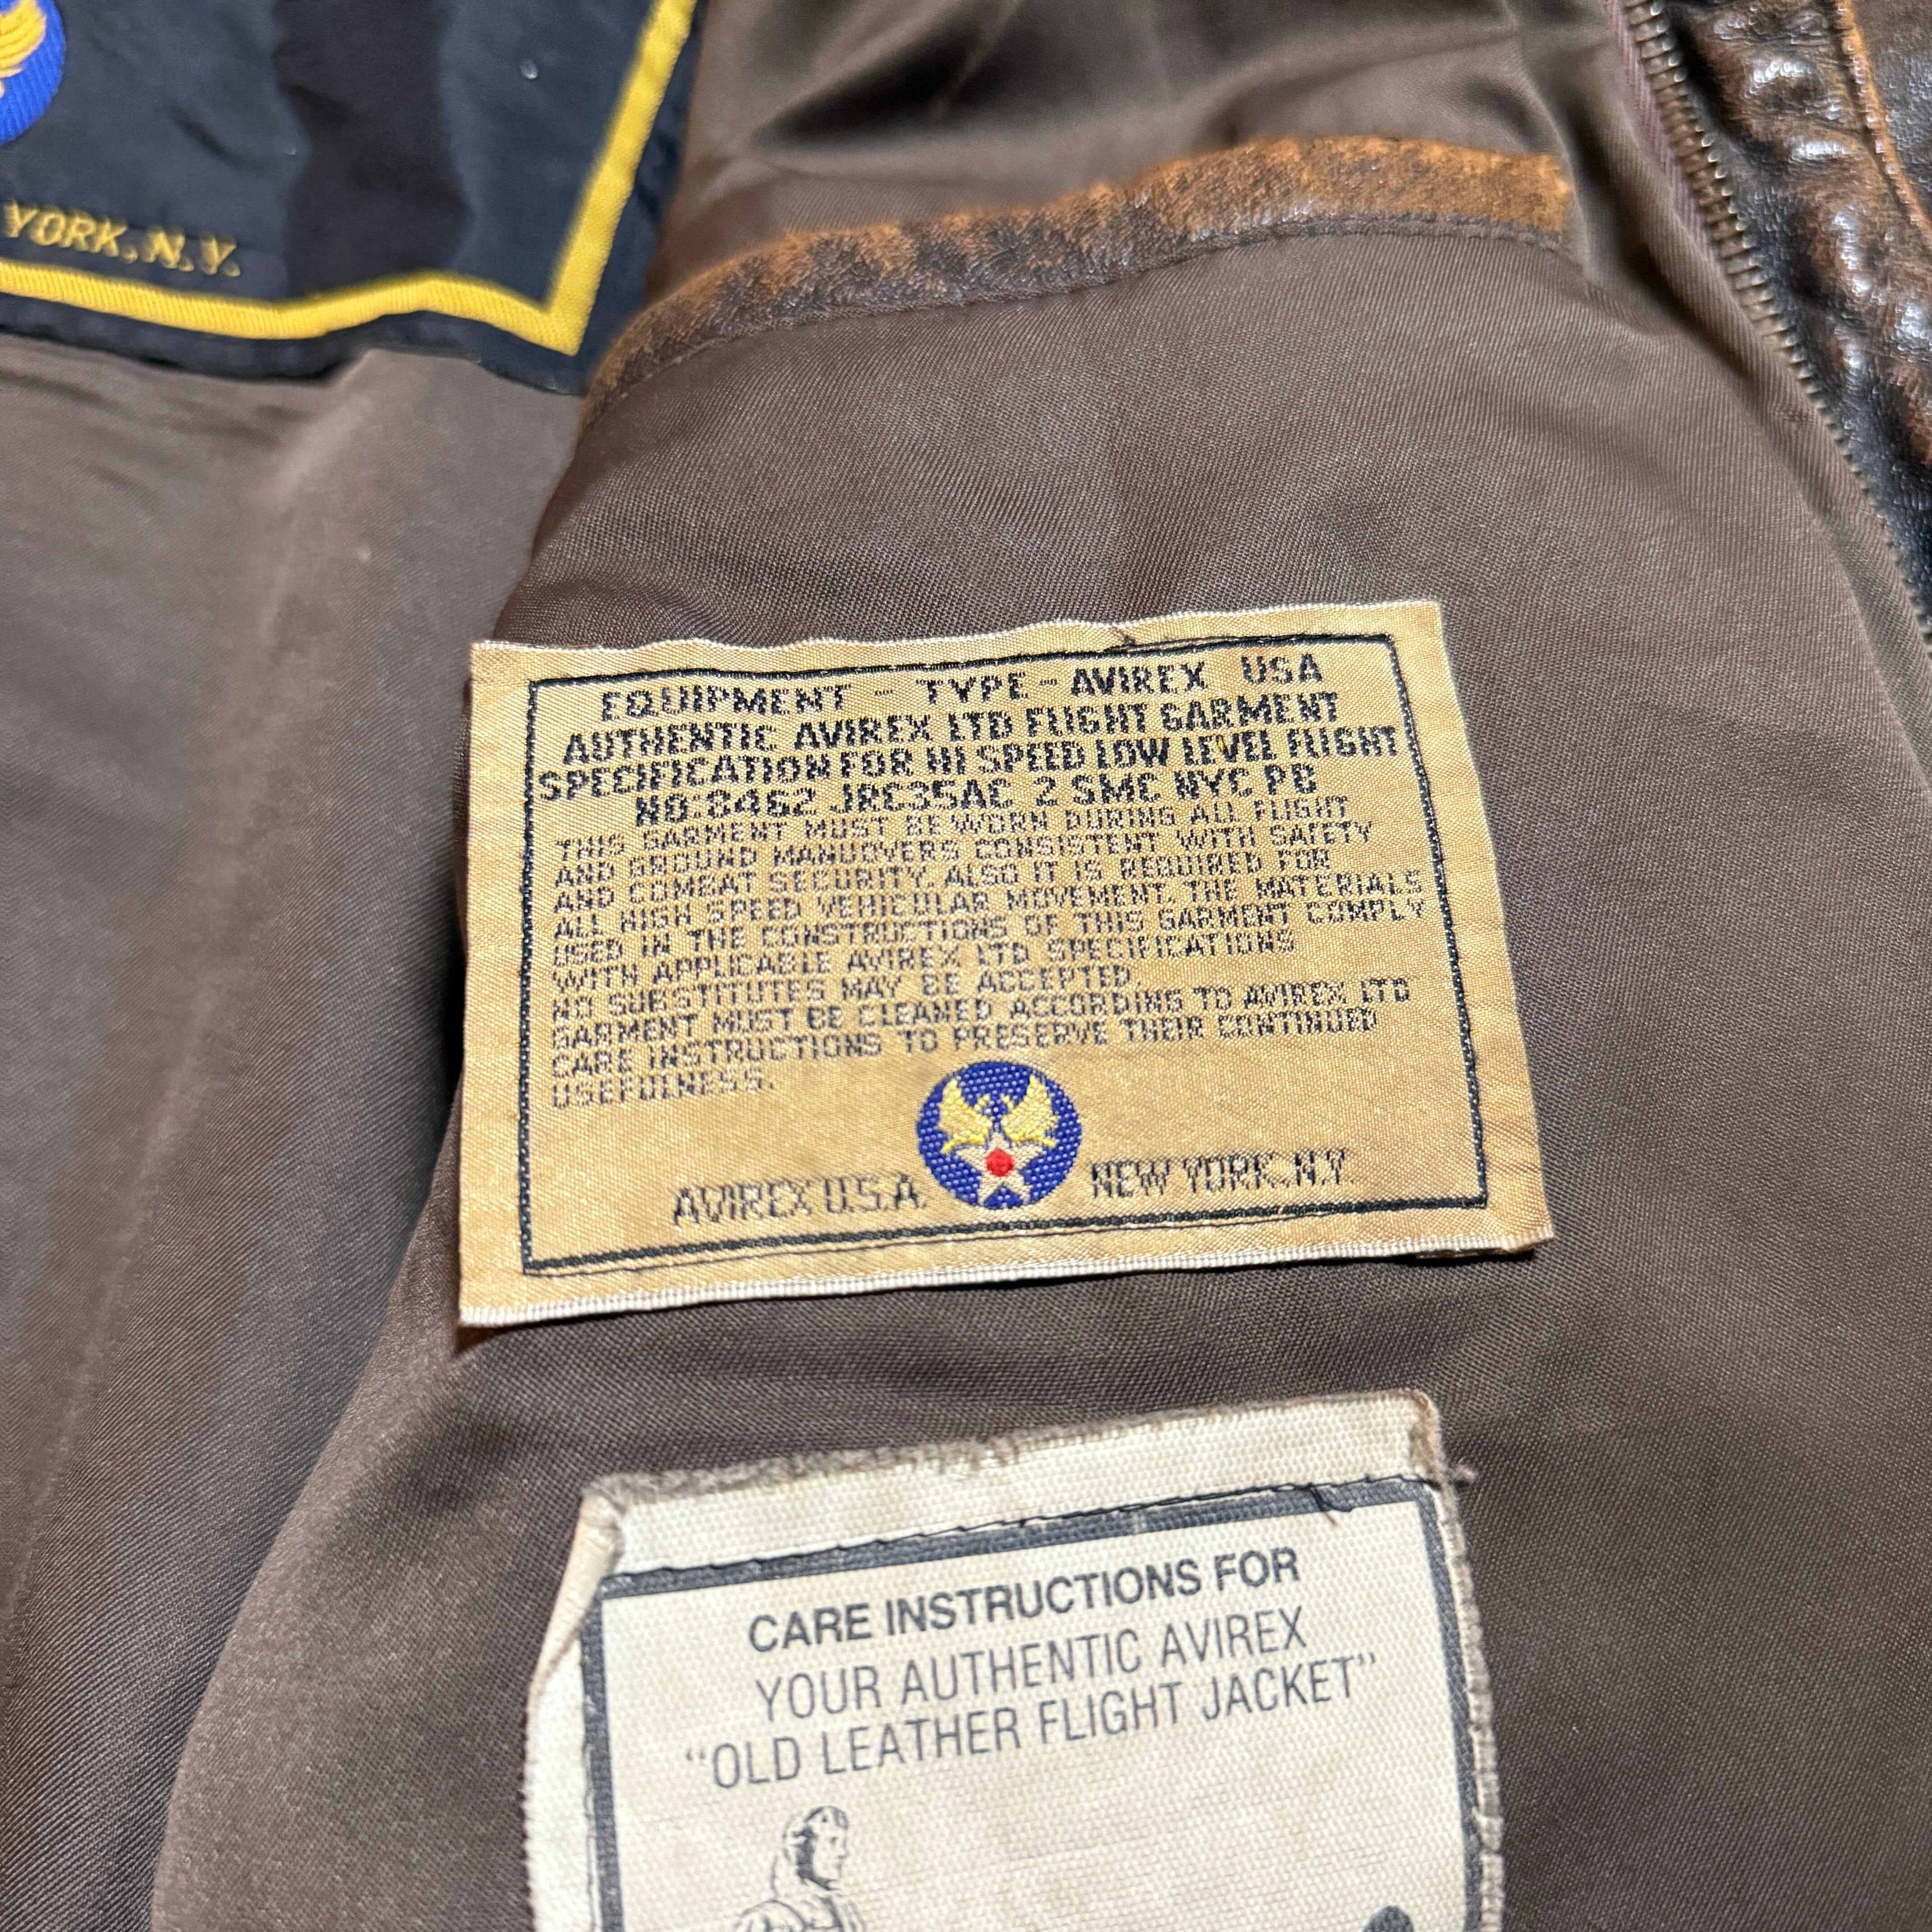 YORK, N.Y.
EQUIPMENT - TYPE - AVIREX USA
AUTHENTIC AVIREX LTD FLIGHT GARMENT
SPECIFICATION FOR HI SPEED LOW LEVEL FLIGHT
NO:8462 JRC35AC 2 SMC NYC PB
THIS GARMENT MUST BE WORN DURING ALL FLIGHT
AND GROUND MANUOVERS CONSISTENT WITH SAFETY
AND COMBAT SECURITY. ALSO IT IS REQUIRED FOR
ALL HIGH SPEED VEHICULAR MOVEMENT. THE MATERIALS
USED IN THE CONSTRUCTIONS OF THIS GARMENT COMPLY
WITH APPLICABLE AVIREX LTD SPECIFICATIONS
NO SUBSTITUTES MAY BE ACCEPTED.
GARMENT MUST BE CLEANED ACCORDING TO AVIREX LTD
CARE INSTRUCTIONS TO PRESERVE THEIR CONTINUED
USEFULNESS.
AVIREX U.S.A. NEW YORK. N.Y.
CARE INSTRUCTIONS FOR
YOUR AUTHENTIC AVIREX
"OLD LEATHER FLIGHT JACKET"